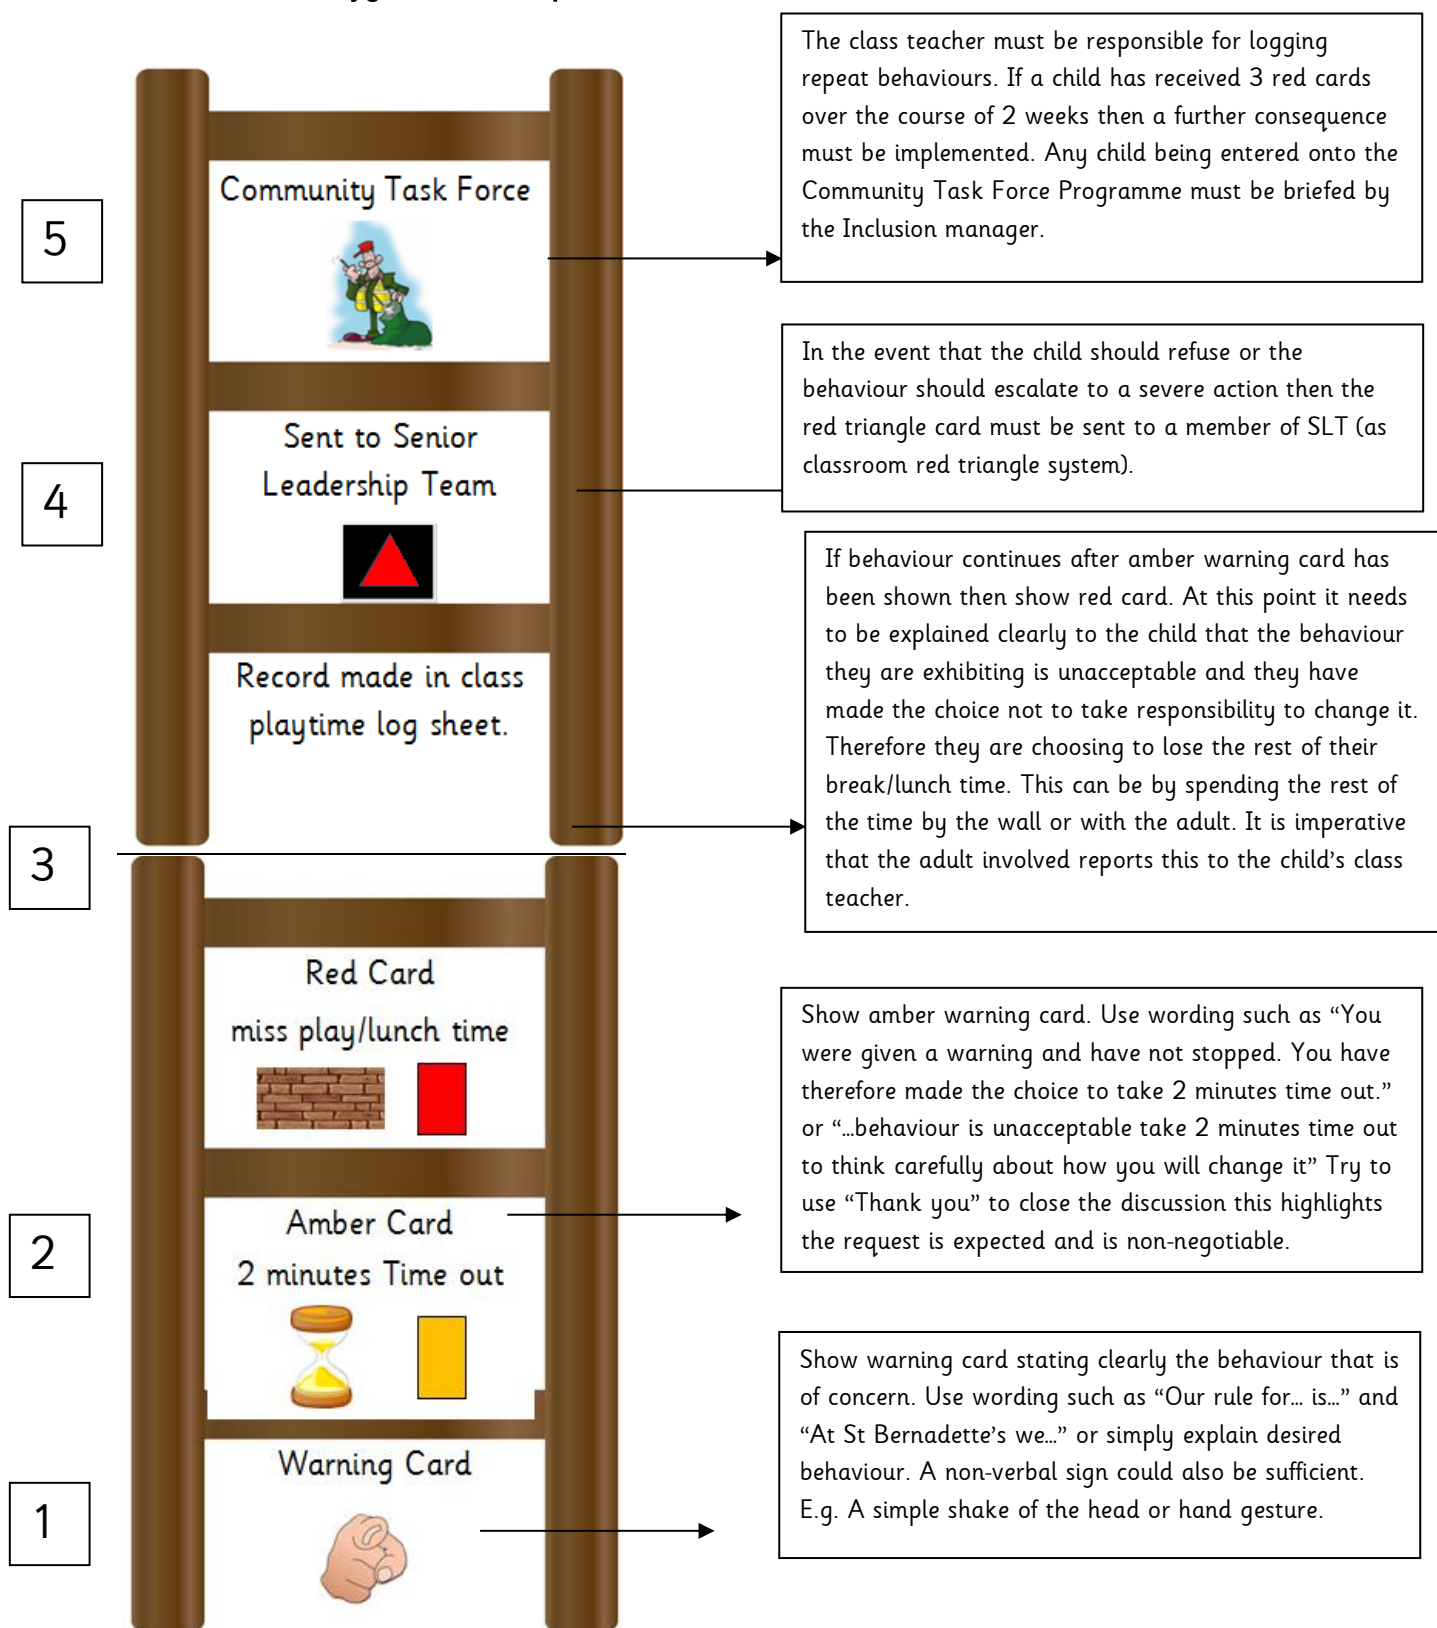 The class teacher must be responsible for logging
repeat behaviours. If a child has received 3 red cards
over the course of 2 weeks then a further consequence
must be implemented. Any child being entered onto the
Community Task Force Programme must be briefed by
the Inclusion manager.
Community Task Force
5
In the event that the child should refuse or the
behaviour should escalate to a severe action then the
red triangle card must be sent to a member of SLT (as
classroom red triangle system).
Sent to Senior
Leadership Team
4
If behaviour continues after amber warning card has
been shown then show red card. At this point it needs
to be explained clearly to the child that the behaviour
they are exhibiting is unacceptable and they have
made the choice not to take responsibility to change it.
Therefore they are choosing to lose the rest of their
break/lunch time. This can be by spending the rest of
the time by the wall or with the adult. It is imperative
that the adult involved reports this to the child's class
teacher.
Record made in class
playtime log sheet.
3
Red Card
miss play/lunch time
Show amber warning card. Use wording such as “You
were given a warning and have not stopped. You have
therefore made the choice to take 2 minutes time out.”
or “…behaviour is unacceptable take 2 minutes time out
to think carefully about how you will change it” Try to
use “Thank you” to close the discussion this highlights
the request is expected and is non-negotiable.
Amber Card
2 minutes Time out
2
Show warning card stating clearly the behaviour that is
of concern. Use wording such as “Our rule for… is…” and
“At St Bernadette’s we…” or simply explain desired
behaviour. A non-verbal sign could also be sufficient.
E.g. A simple shake of the head or hand gesture.
Warning Card
1